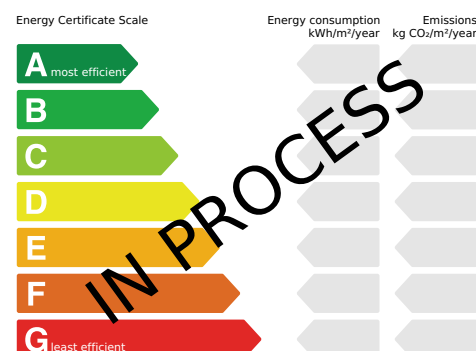 Energy Certificate Scale
Energy consumption
kWh/m²/year
Emissions
kg CO₂/m²/year
A most efficient
B
C
D
E
F
G least efficient
IN PROCESS